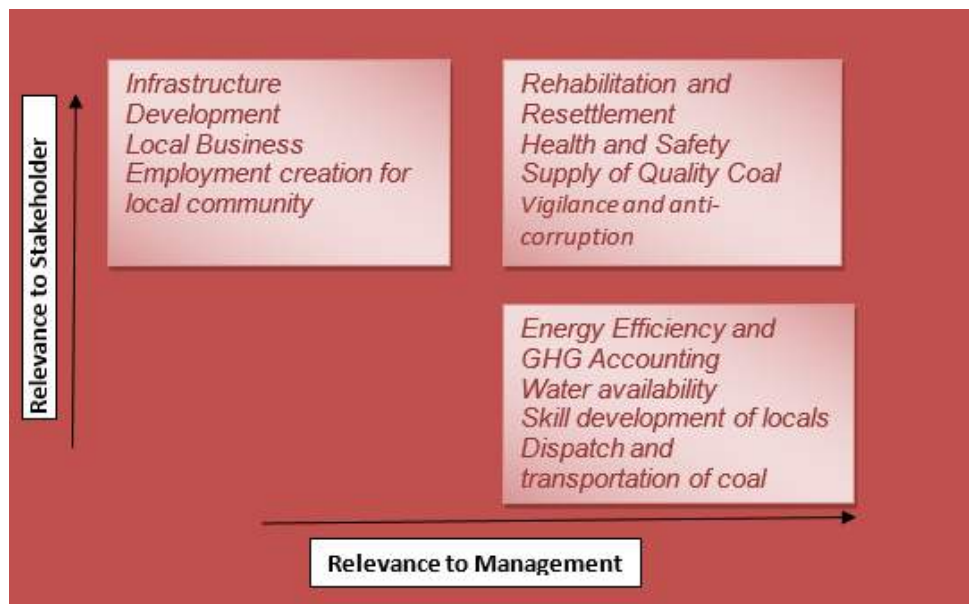 Relevance to Stakeholder
Infrastructure
Development
Local Business
Employment creation for
local community
Rehabilitation and
Resettlement
Health and Safety
Supply of Quality Coal
Vigilance and anti-
corruption
Energy Efficiency and
GHG Accounting
Water availability
Skill development of locals
Dispatch and
transportation of coal
Relevance to Management